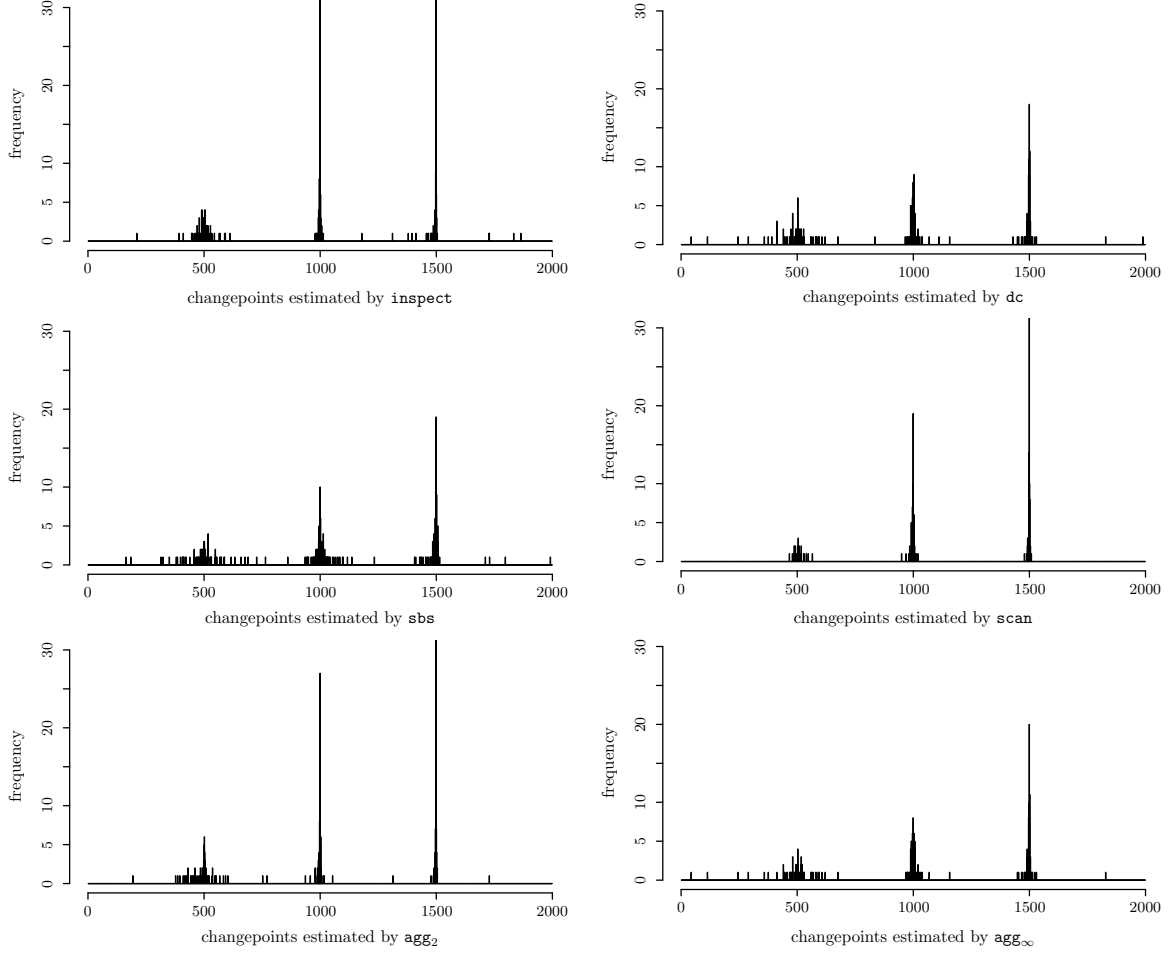 frequency
0 5 10 20 30
0 500 1000 1500 2000
changepoints estimated by inspect
frequency
0 5 10 20 30
0 500 1000 1500 2000
changepoints estimated by dc
frequency
0 5 10 20 30
0 500 1000 1500 2000
changepoints estimated by sbs
frequency
0 5 10 20 30
0 500 1000 1500 2000
changepoints estimated by scan
frequency
0 5 10 20 30
0 500 1000 1500 2000
changepoints estimated by agg₂
frequency
0 5 10 20 30
0 500 1000 1500 2000
changepoints estimated by agg∞